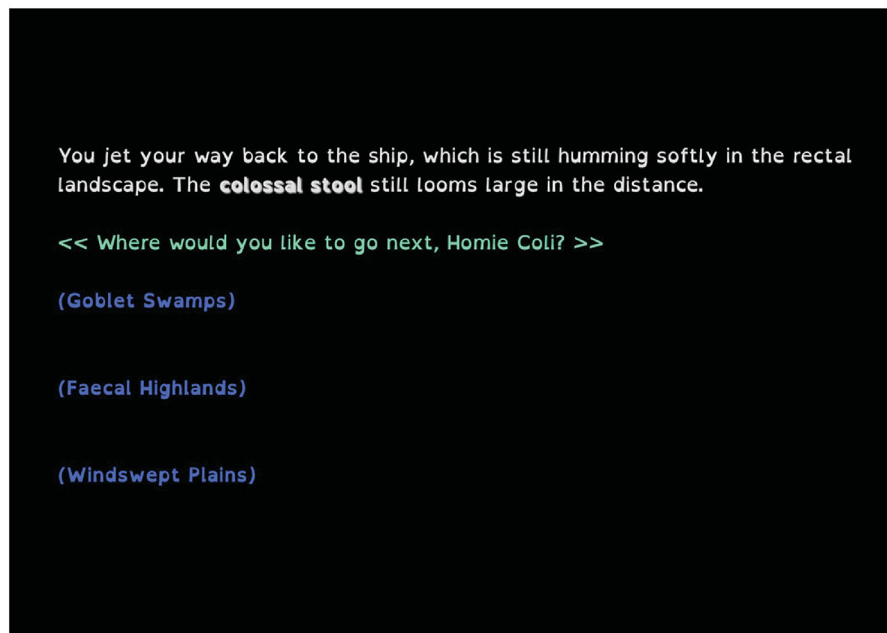 You jet your way back to the ship, which is still humming softly in the rectal
landscape. The colossal stool still looms large in the distance.
<< Where would you like to go next, Homie Coli? >>
(Goblet Swamps)
(Faecal Highlands)
(Windswept Plains)